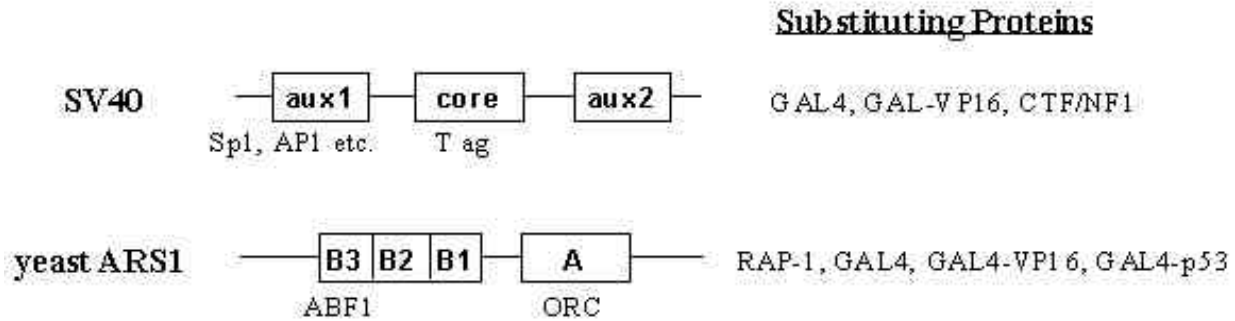 Substituting Proteins
SV40 aux1 core aux2 GAL4, GAL-VP16, CTF/NF1
Sp1, AP1 etc. T ag
yeast ARS1 B3 B2 B1 A RAP-1, GAL4, GAL4-VP16, GAL4-p53
ABF1 ORC